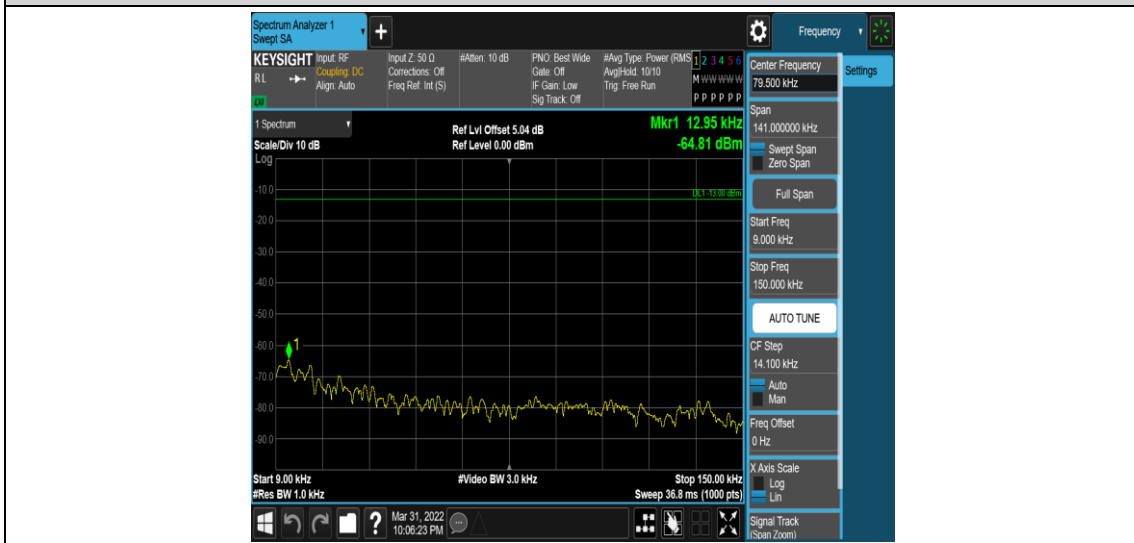 Spectrum Analyzer 1
Swept SA
+
Frequency
KEYSIGHT
RL
LXI
Input: RF
Coupling: DC
Align: Auto
Input Z: 50 Ω
Corrections: Off
Freq Ref: Int (S)
#Atten: 10 dB
PNO: Best Wide
Gate: Off
IF Gain: Low
Sig Track: Off
#Avg Type: Power (RMS
Avg|Hold: 10/10
Trig: Free Run
1 2 3 4 5 6
M W W W W W
P P P P P P
1 Spectrum
Scale/Div 10 dB
Log
Ref Lvl Offset 5.04 dB
Ref Level 0.00 dBm
Mkr1 12.95 kHz
-64.81 dBm
DL1 -13.00 dBm
-10.0
-20.0
-30.0
-40.0
-50.0
-60.0
-70.0
-80.0
-90.0
1
Start 9.00 kHz
#Res BW 1.0 kHz
#Video BW 3.0 kHz
Stop 150.00 kHz
Sweep 36.8 ms (1000 pts)
Center Frequency
79.500 kHz
Settings
Span
141.000000 kHz
Swept Span
Zero Span
Full Span
Start Freq
9.000 kHz
Stop Freq
150.000 kHz
AUTO TUNE
CF Step
14.100 kHz
Auto
Man
Freq Offset
0 Hz
X Axis Scale
Log
Lin
Signal Track
(Span Zoom)
?
Mar 31, 2022
10:06:23 PM